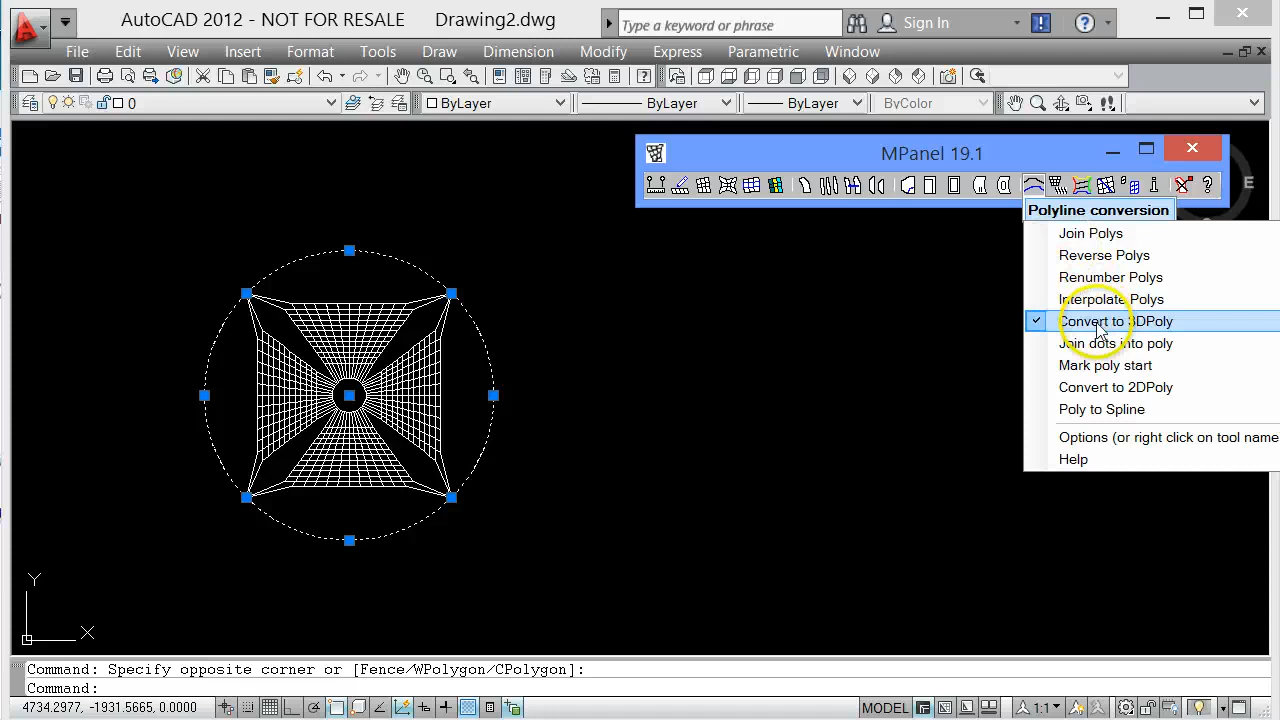 AutoCAD 2012 - NOT FOR RESALE Drawing2.dwg
Type a keyword or phrase
Sign In
File Edit View Insert Format Tools Draw Dimension Modify Express Parametric Window
0
ByLayer
ByLayer
ByLayer
ByColor
MPanel 19.1
E
Polyline conversion
Join Polys
Reverse Polys
Renumber Polys
Interpolate Polys
Convert to 3DPoly
Join dots into poly
Mark poly start
Convert to 2DPoly
Poly to Spline
Options (or right click on tool name
Help
Y
X
Command: Specify opposite corner or [Fence/WPolygon/CPolygon]:
Command:
4734.2977, -1931.5665, 0.0000
MODEL
1:1